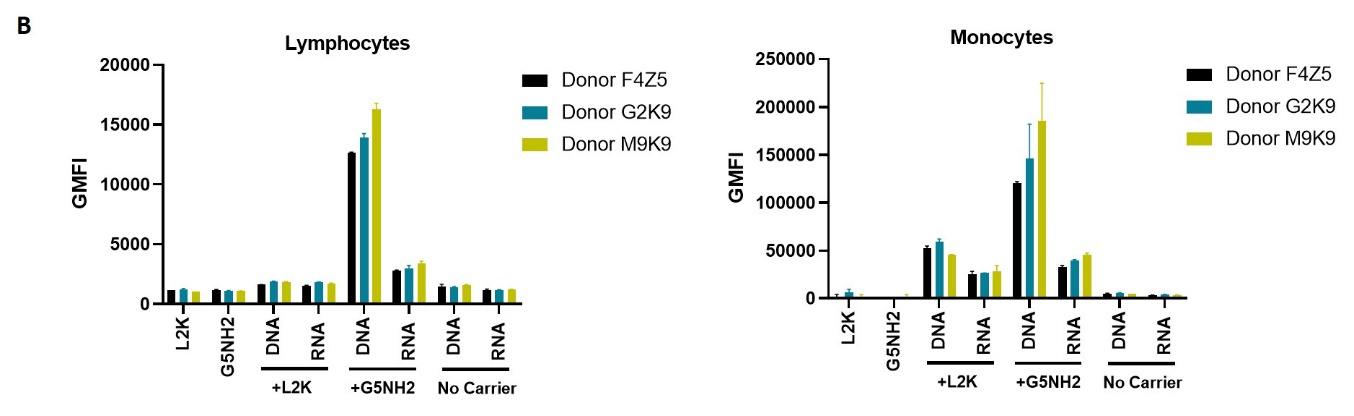 B
Lymphocytes
GMFI
20000
15000
10000
5000
0
L2K
G5NH2
DNA
RNA
DNA
RNA
DNA
RNA
+L2K
+G5NH2
No Carrier
Donor F4Z5
Donor G2K9
Donor M9K9
Monocytes
GMFI
250000
200000
150000
100000
50000
0
L2K
G5NH2
DNA
RNA
DNA
RNA
DNA
RNA
+L2K
+G5NH2
No Carrier
Donor F4Z5
Donor G2K9
Donor M9K9